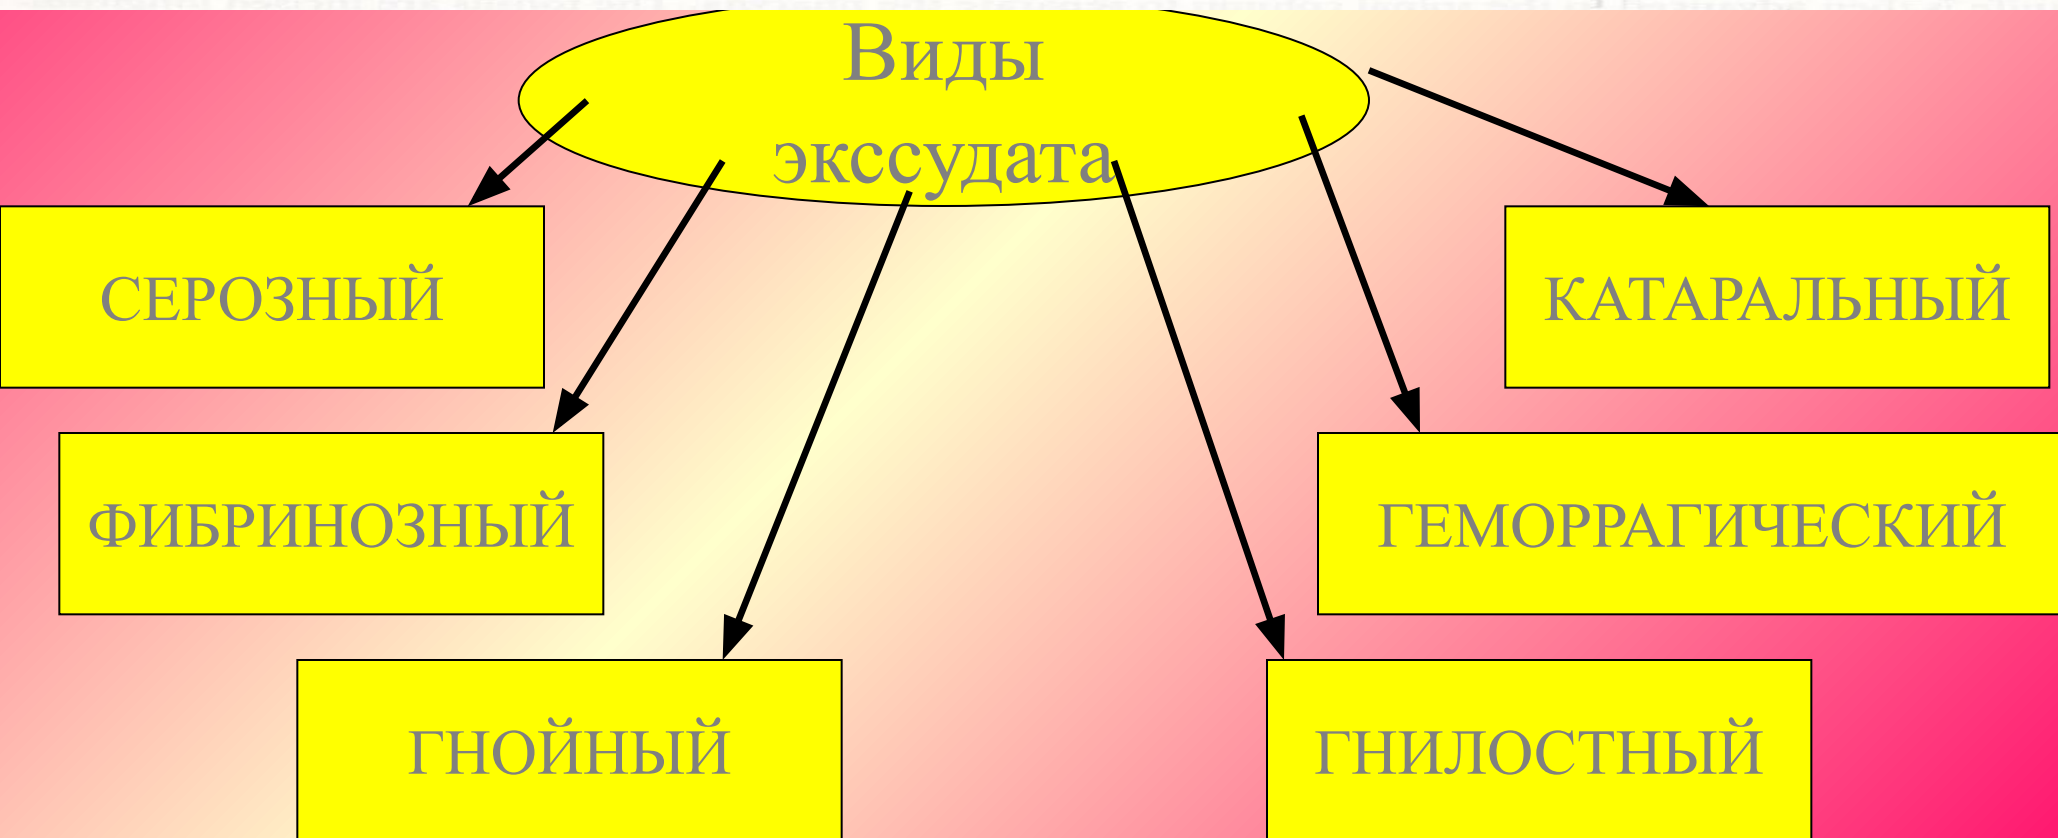 Виды
экссудата
СЕРОЗНЫЙ
КАТАРАЛЬНЫЙ
ФИБРИНОЗНЫЙ
ГЕМОРРАГИЧЕСКИЙ
ГНОЙНЫЙ
ГНИЛОСТНЫЙ